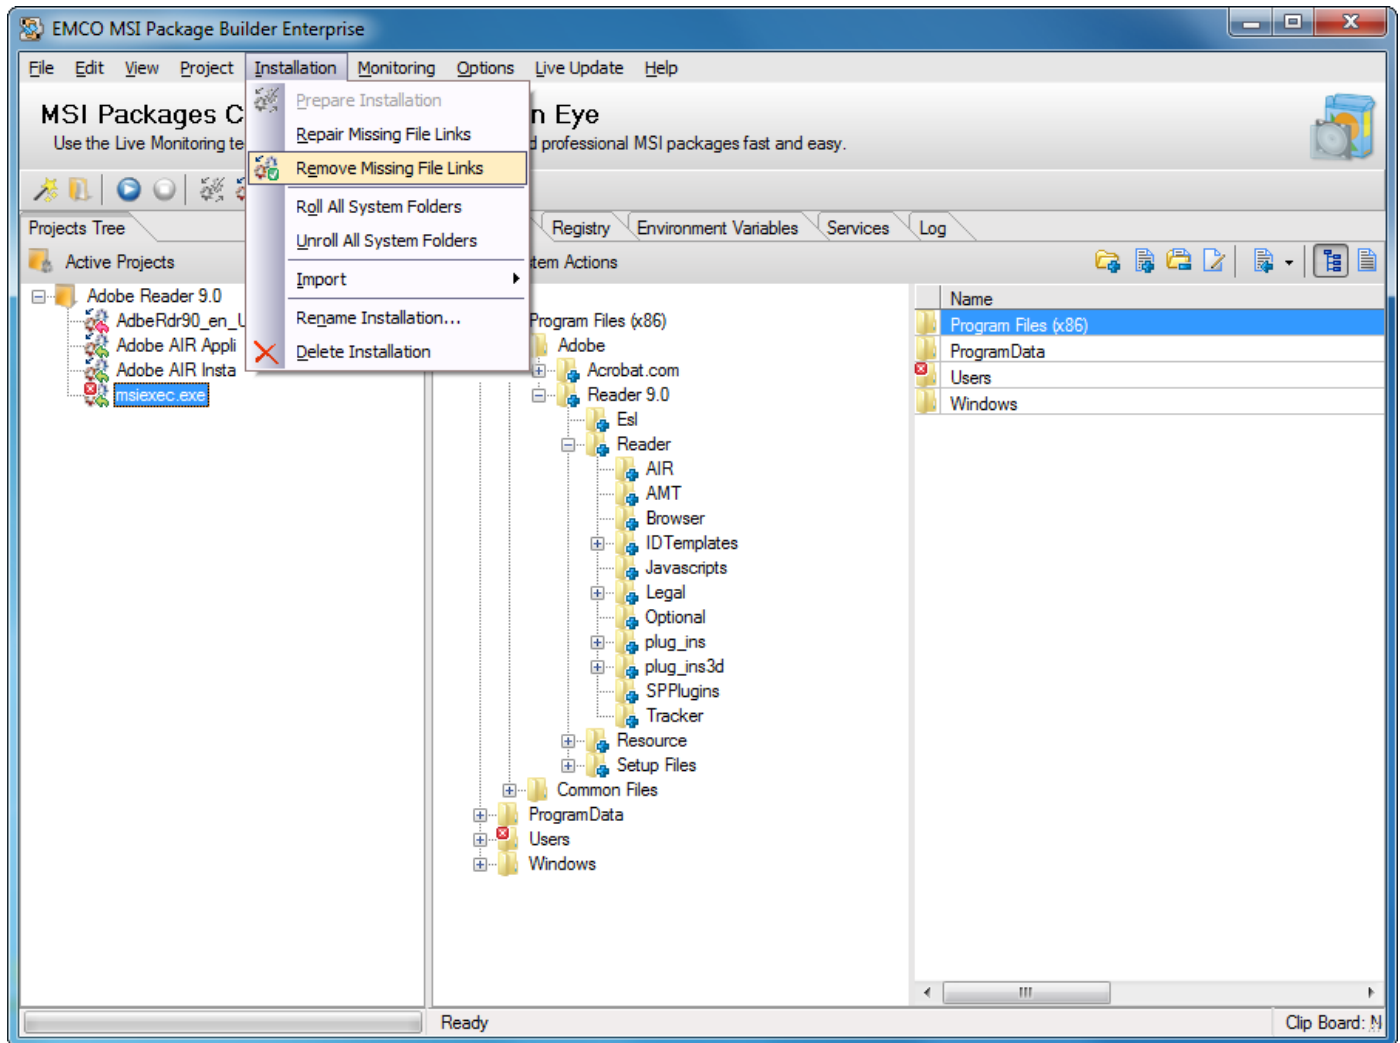 EMCO MSI Package Builder Enterprise
File Edit View Project Installation Monitoring Options Live Update Help
MSI Packages C
n Eye
Use the Live Monitoring te
d professional MSI packages fast and easy.
Prepare Installation
Repair Missing File Links
Remove Missing File Links
Roll All System Folders
Unroll All System Folders
Import
Rename Installation...
Delete Installation
Projects Tree
Registry Environment Variables Services Log
Active Projects
tem Actions
Adobe Reader 9.0
AdbeRdr90_en_U
Adobe AIR Appli
Adobe AIR Insta
msiexec.exe
Program Files (x86)
Adobe
Acrobat.com
Reader 9.0
Esl
Reader
AIR
AMT
Browser
IDTemplates
Javascripts
Legal
Optional
plug_ins
plug_ins3d
SPPlugins
Tracker
Resource
Setup Files
Common Files
ProgramData
Users
Windows
Name
Program Files (x86)
ProgramData
Users
Windows
Ready
Clip Board: N